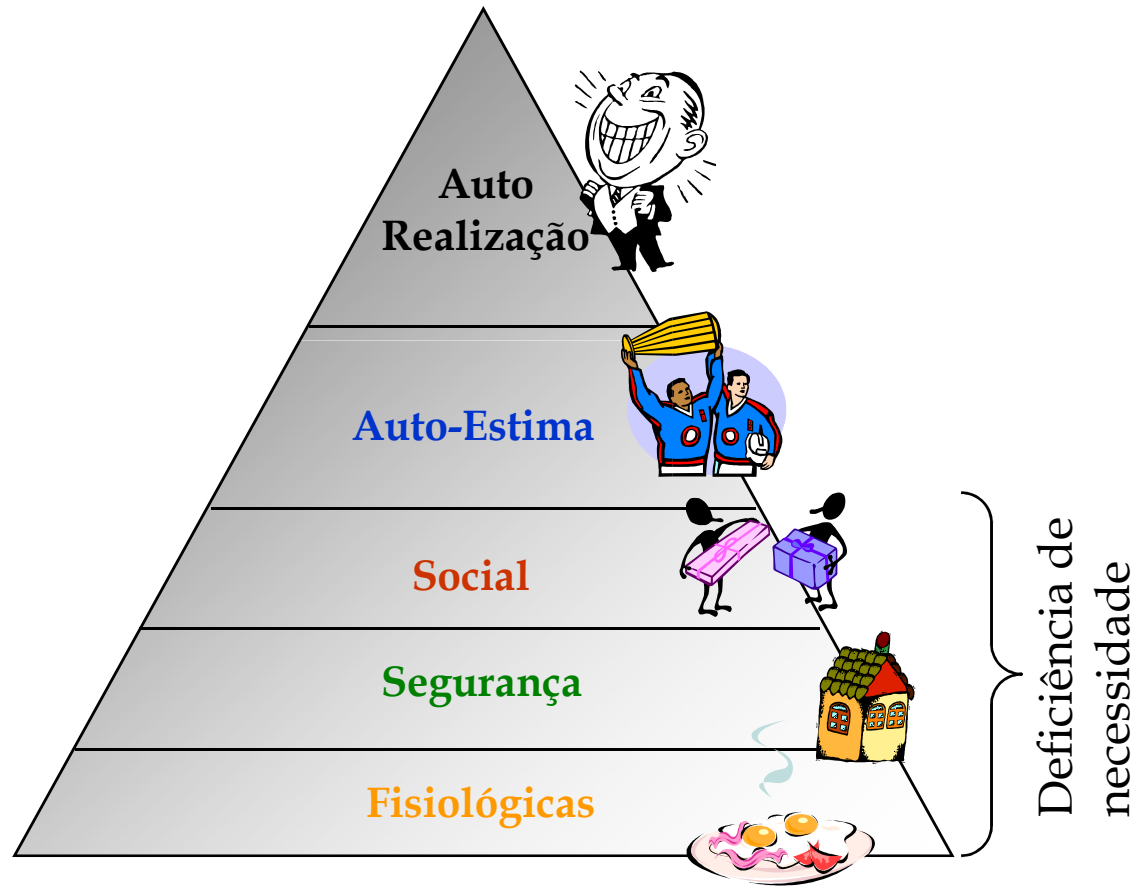 Auto
Realização
Auto-Estima
Social
Segurança
Fisiológicas
Deficiência de
necessidade